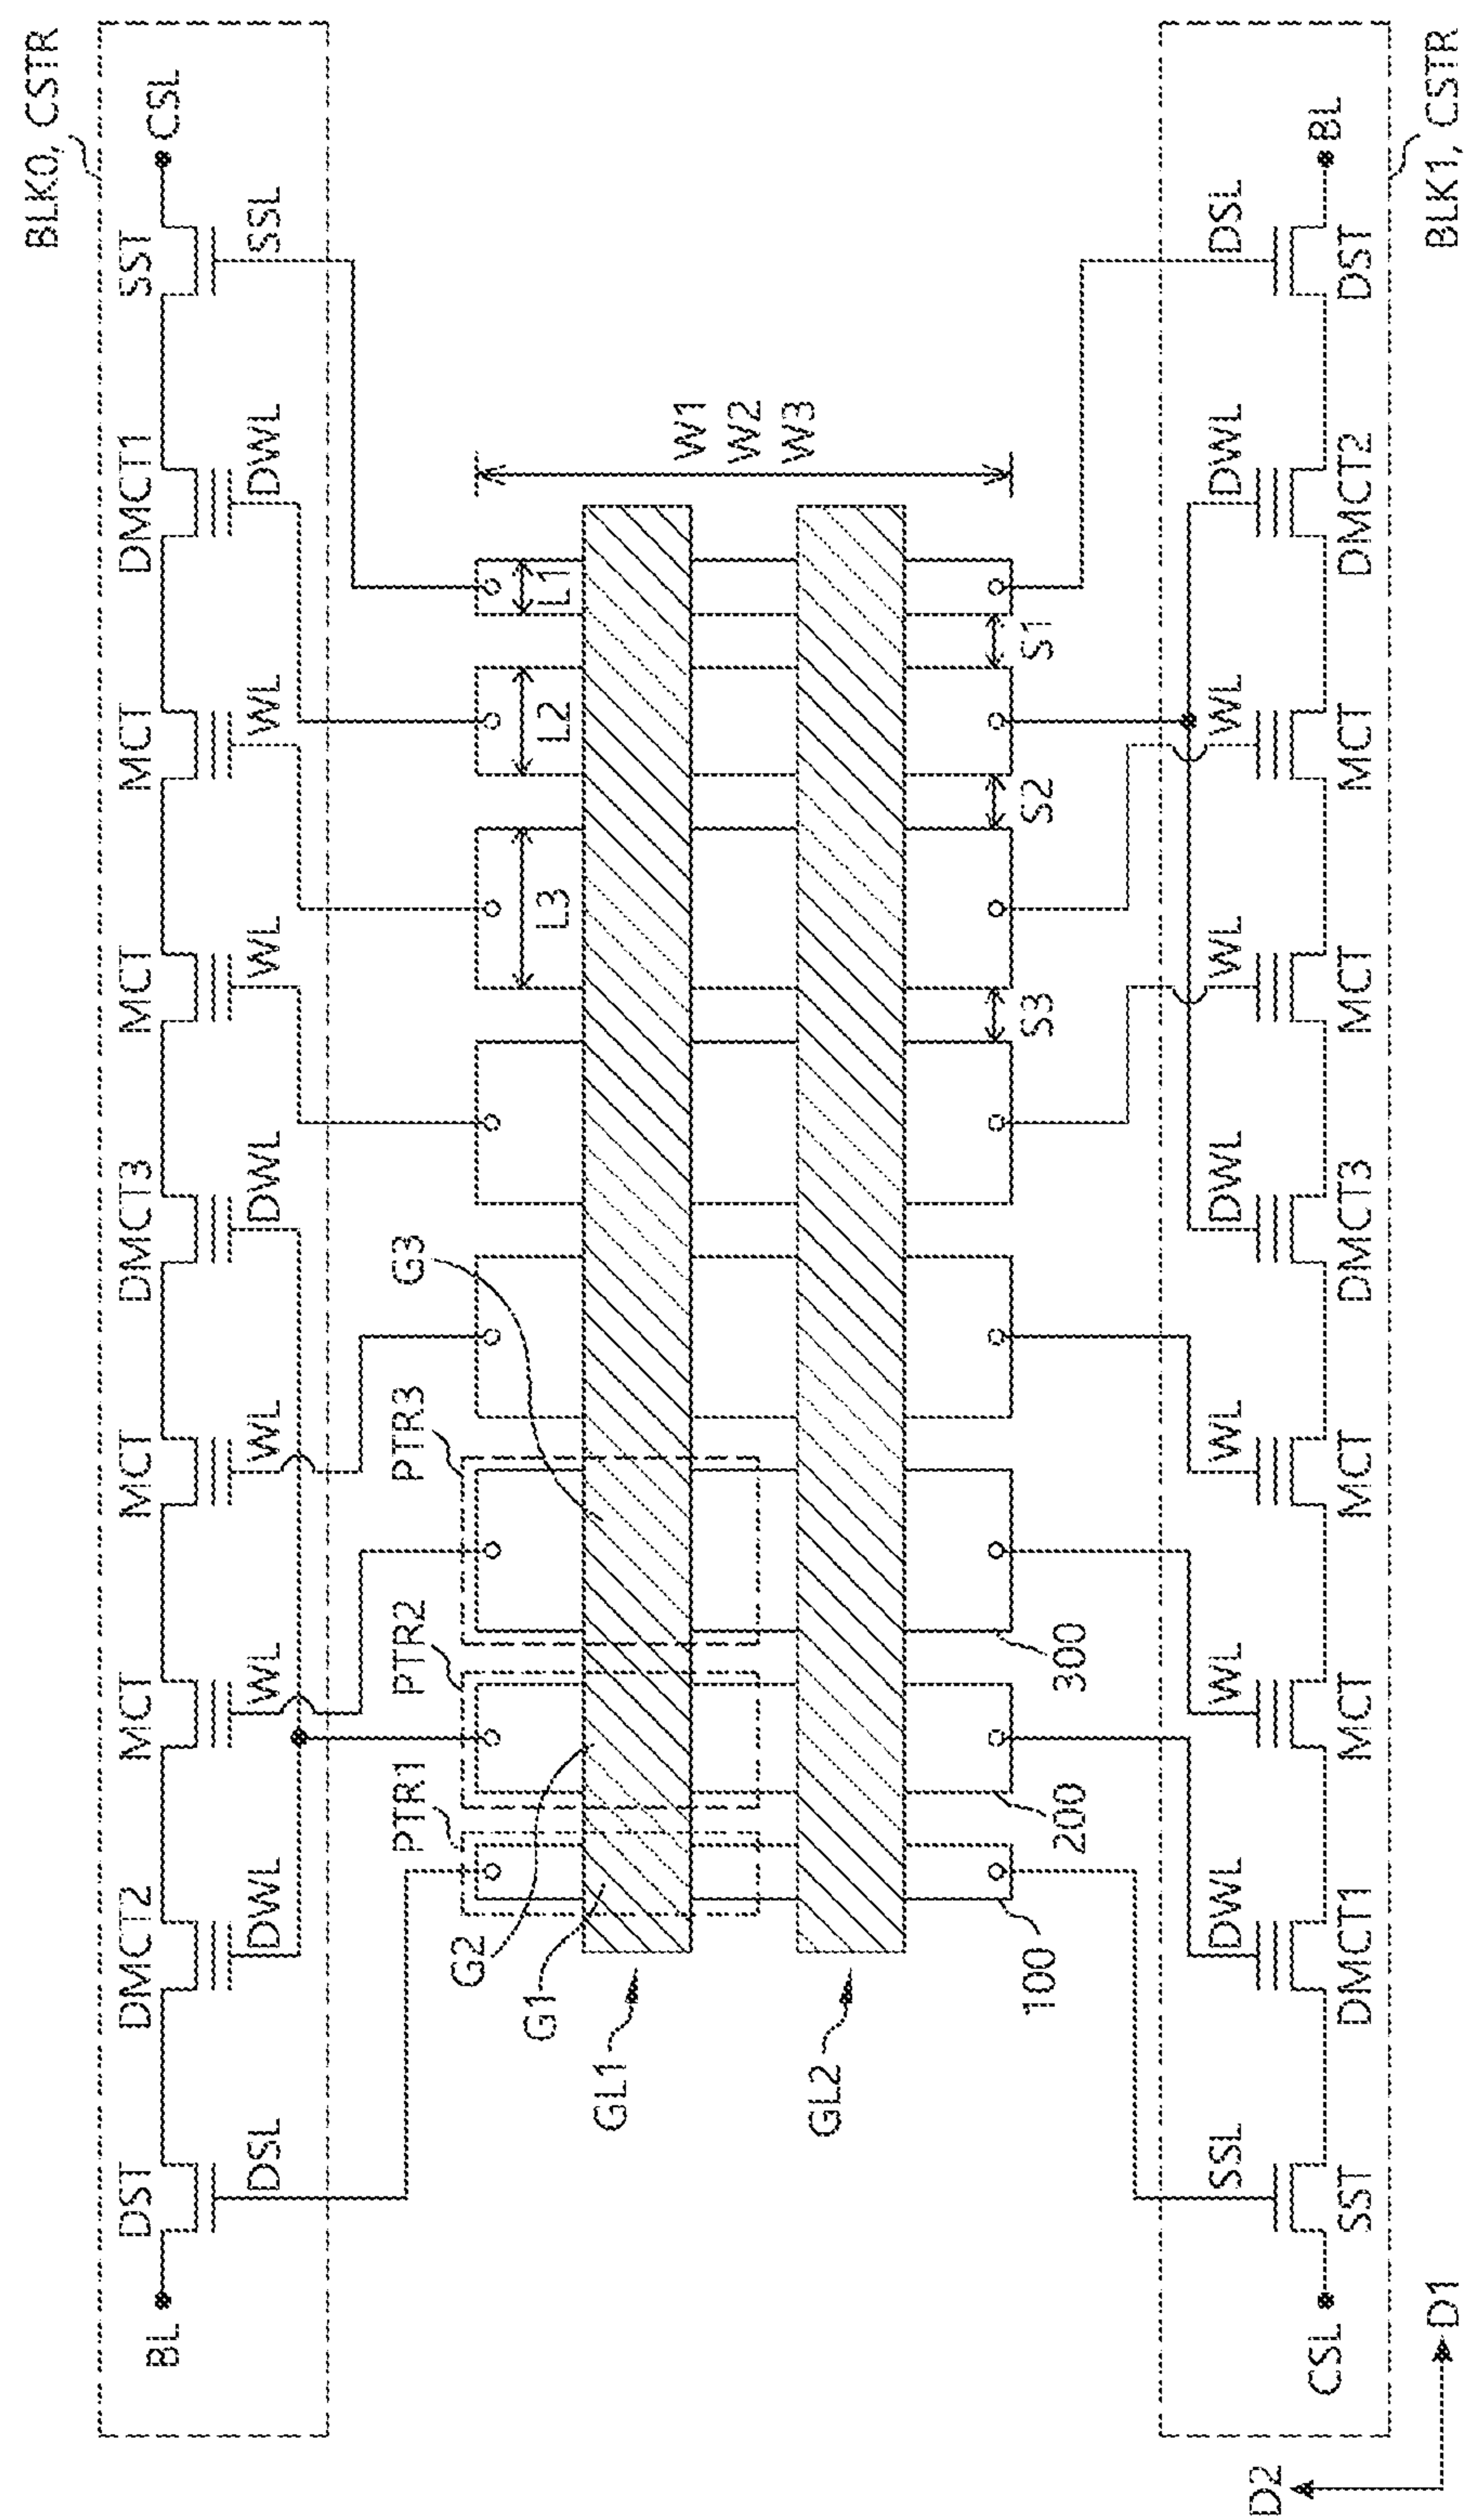 BLK0, CSTR
BL
DST
DMCT2
MCT
MCT
DMCT3
MCT
MCT
DMCT1
SST
CSL
DSL
DWL
WL
WL
DWL
WL
WL
DWL
SSL
PTR1
PTR2
PTR3
G3
G2
G1
L3
L2
L1
GL1
W1
W2
W3
GL2
100
200
300
S3
S2
S1
SSL
DWL
WL
WL
DWL
WL
WL
DWL
DSL
CSL
SST
DMCT1
MCT
MCT
DMCT3
MCT
MCT
DMCT2
DST
BL
BLK1, CSTR
D2
D1